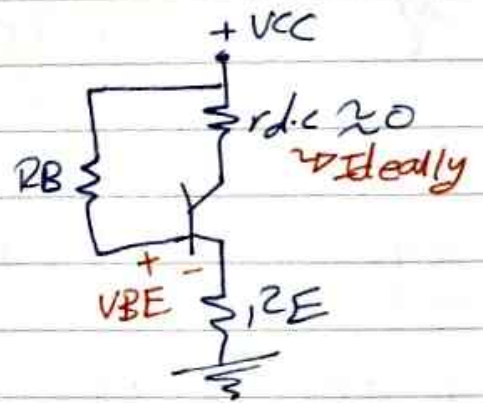 + VCC
rd.c ≈ 0
↝ Ideally
RB
+ -
VBE
RE